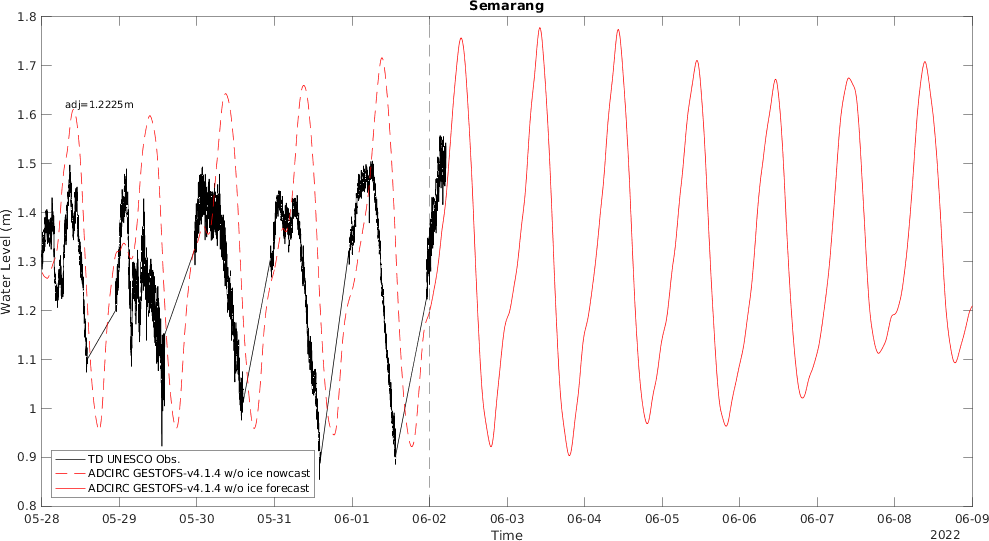 Semarang
1.8
1.7
1.6
1.5
1.4
1.3
1.2
1.1
1
0.9
0.8
Water Level (m)
adj=1.2225m
TD UNESCO Obs.
ADCIRC GESTOFS-v4.1.4 w/o ice nowcast
ADCIRC GESTOFS-v4.1.4 w/o ice forecast
05-28 05-29 05-30 05-31 06-01 06-02 06-03 06-04 06-05 06-06 06-07 06-08 06-09
Time
2022